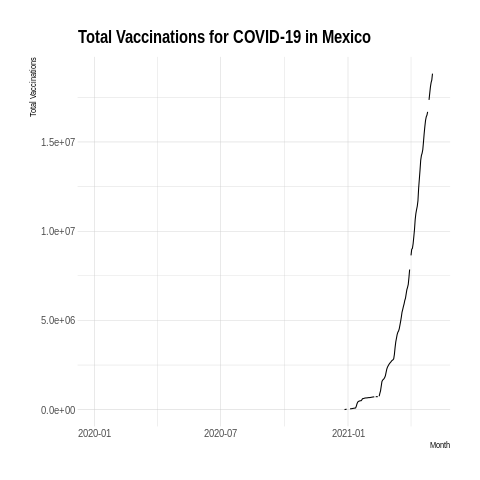 Total Vaccinations for COVID-19 in Mexico
Total Vaccinations
1.5e+07
1.0e+07
5.0e+06
0.0e+00
2020-01 2020-07 2021-01
Month